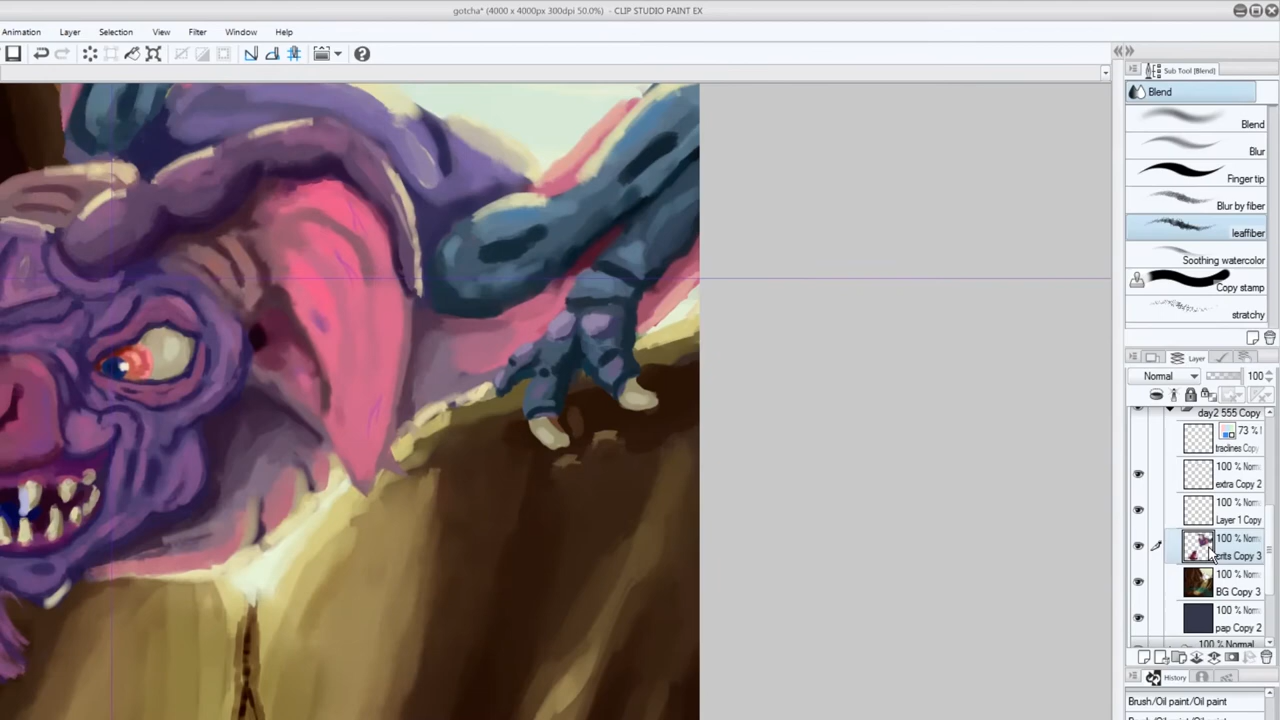 gotcha* (4000 x 4000px 300dpi 50.0%) - CLIP STUDIO PAINT EX
Animation Layer Selection View Filter Window Help
Sub Tool [Blend]
Blend
Blend
Blur
Finger tip
Blur by fiber
leaffiber
Soothing watercolor
Copy stamp
stratchy
Layer
Normal 100
day2 555 Copy
73 %
Copy
100 % Norm
extra Copy 2
100 % Norm
Layer 1 Copy
100 % Norm
Copy 3
100 % Norm
BG Copy 3
100 % Norm
pap Copy 2
100 % Normal
History
Brush/Oil paint/Oil paint